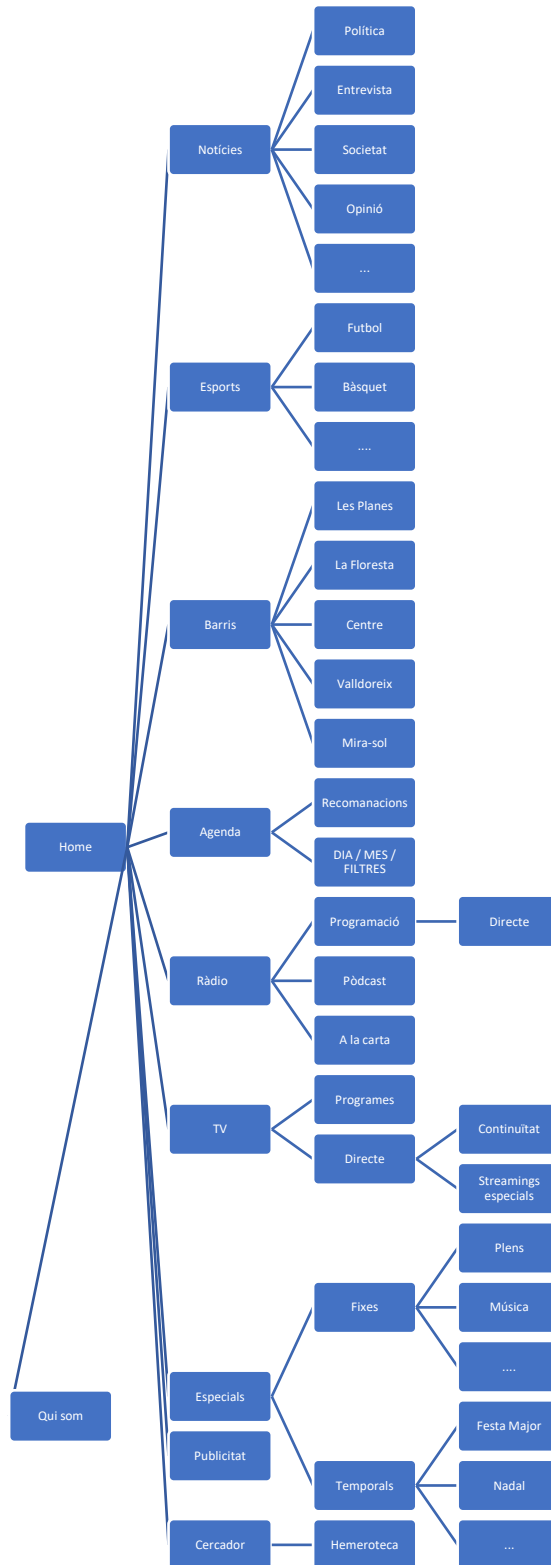 Política
Entrevista
Notícies
Societat
Opinió
...
Futbol
Esports
Bàsquet
....
Les Planes
La Floresta
Barris
Centre
Valldoreix
Mira-sol
Home
Agenda
Recomanacions
DIA / MES /
FILTRES
Ràdio
Programació
Directe
Pòdcast
A la carta
TV
Programes
Directe
Continuïtat
Streamings
especials
Qui som
Especials
Fixes
Plens
Música
....
Publicitat
Temporals
Festa Major
Nadal
...
Cercador
Hemeroteca